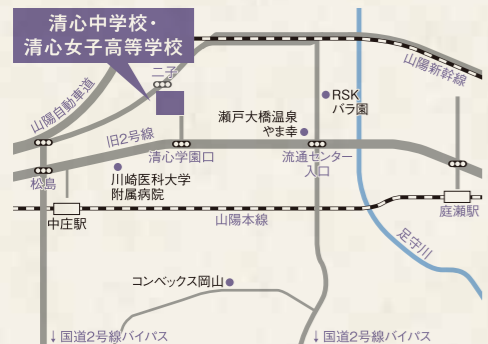 清心中学校・
清心女子高等学校
二子
山陽自動車道
山陽新幹線
RSK
バラ園
瀬戸大橋温泉
やま幸
旧2号線
清心学園口
流通センター
入口
松島
川崎医科大学
附属病院
中庄駅
山陽本線
庭瀬駅
足守川
コンベックス岡山
↓国道2号線バイパス
↓国道2号線バイパス